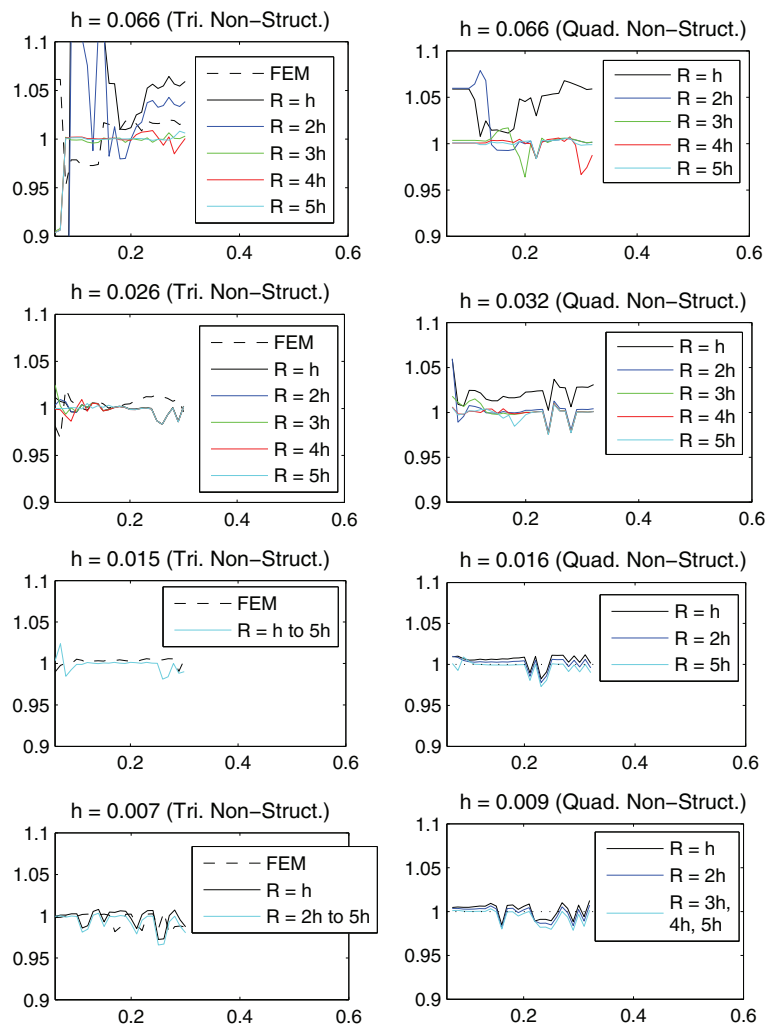 h = 0.066 (Tri. Non−Struct.)
1.1
1.05
1
0.95
0.9
0.2
0.4
0.6
FEM
R = h
R = 2h
R = 3h
R = 4h
R = 5h
h = 0.066 (Quad. Non−Struct.)
1.1
1.05
1
0.95
0.9
0.2
0.4
0.6
R = h
R = 2h
R = 3h
R = 4h
R = 5h
h = 0.026 (Tri. Non−Struct.)
1.1
1.05
1
0.95
0.9
0.2
0.4
0.6
FEM
R = h
R = 2h
R = 3h
R = 4h
R = 5h
h = 0.032 (Quad. Non−Struct.)
1.1
1.05
1
0.95
0.9
0.2
0.4
0.6
R = h
R = 2h
R = 3h
R = 4h
R = 5h
h = 0.015 (Tri. Non−Struct.)
1.1
1.05
1
0.95
0.9
0.2
0.4
0.6
FEM
R = h to 5h
h = 0.016 (Quad. Non−Struct.)
1.1
1.05
1
0.95
0.9
0.2
0.4
0.6
R = h
R = 2h
R = 5h
h = 0.007 (Tri. Non−Struct.)
1.1
1.05
1
0.95
0.9
0.2
0.4
0.6
FEM
R = h
R = 2h to 5h
h = 0.009 (Quad. Non−Struct.)
1.1
1.05
1
0.95
0.9
0.2
0.4
0.6
R = h
R = 2h
R = 3h,
4h, 5h